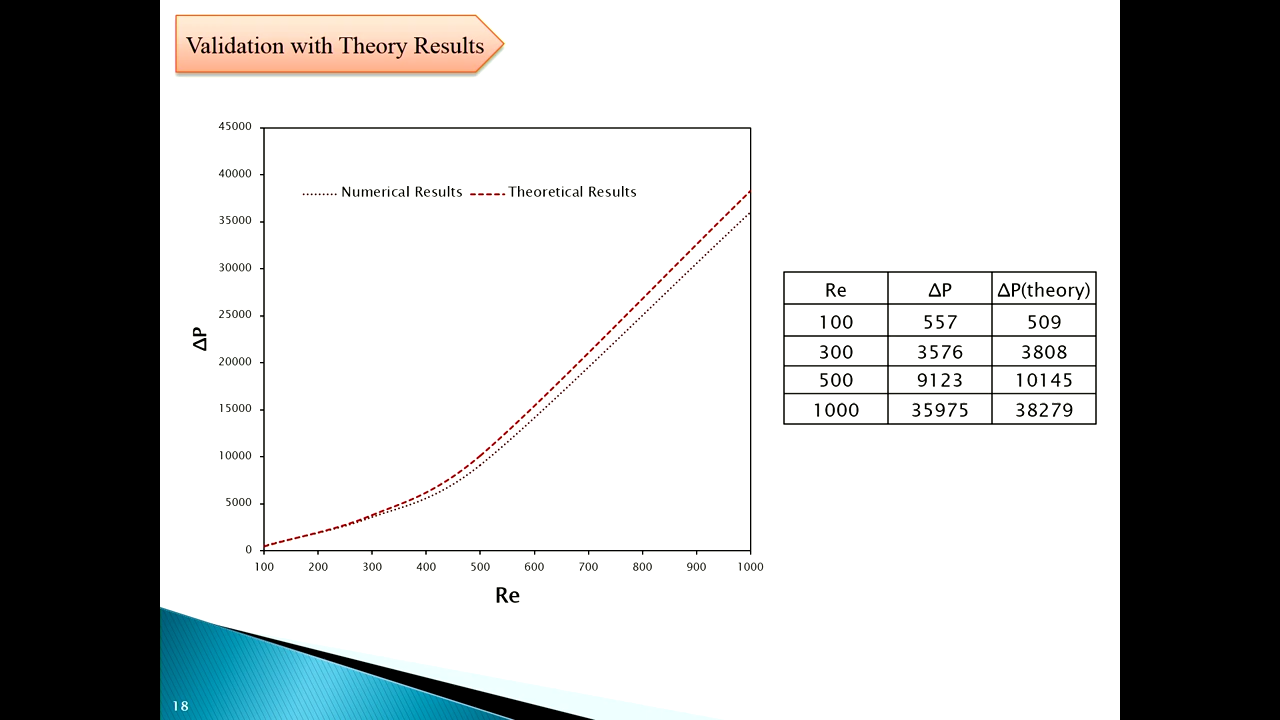 Validation with Theory Results
45000
40000
35000
30000
25000
20000
15000
10000
5000
0
Numerical Results Theoretical Results
ΔP
100 200 300 400 500 600 700 800 900 1000
Re
Re ΔP ΔP(theory)
100 557 509
300 3576 3808
500 9123 10145
1000 35975 38279
18